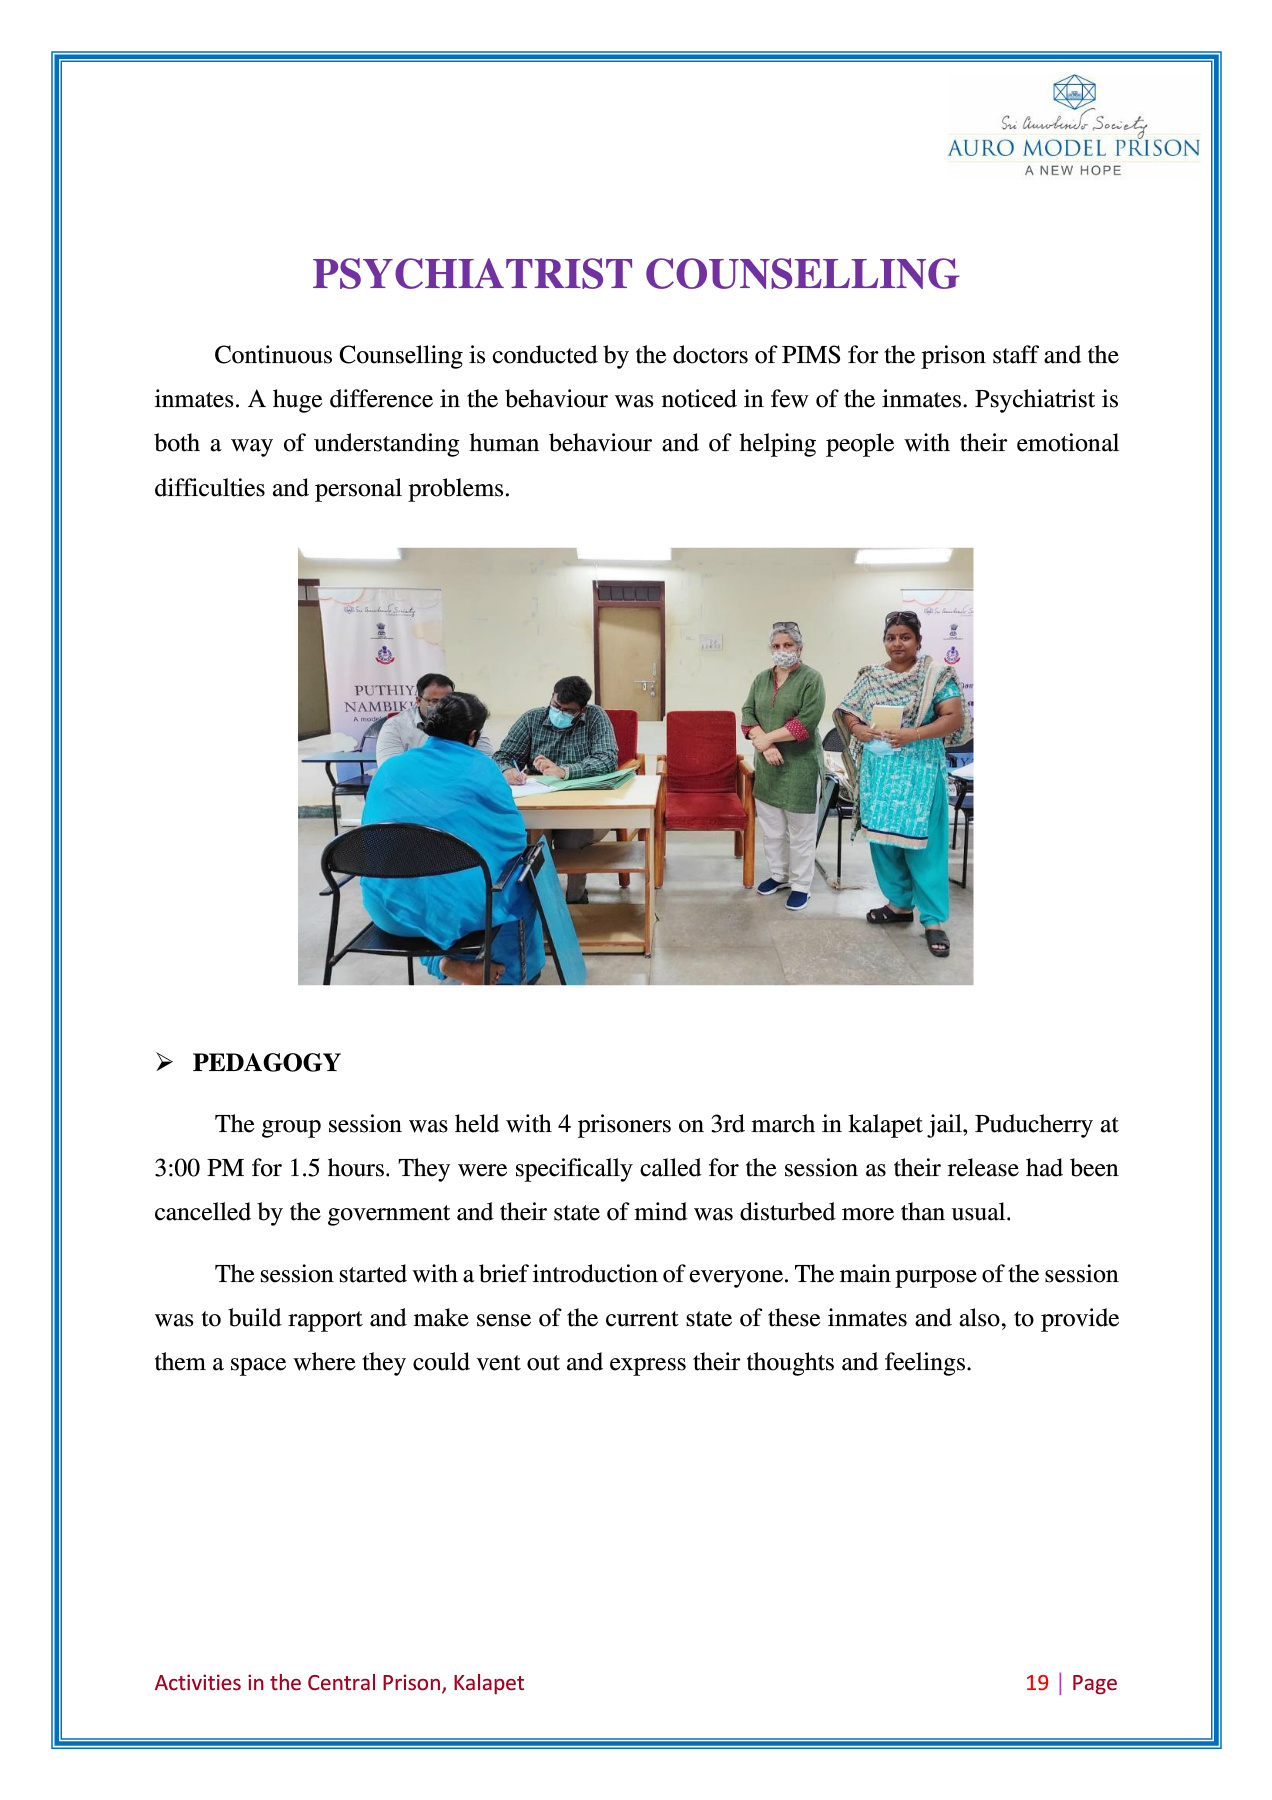 Sri Aurobindo Society
AURO MODEL PRISON
A NEW HOPE
PSYCHIATRIST COUNSELLING
Continuous Counselling is conducted by the doctors of PIMS for the prison staff and the
inmates. A huge difference in the behaviour was noticed in few of the inmates. Psychiatrist is
both a way of understanding human behaviour and of helping people with their emotional
difficulties and personal problems.
Sri Aurobindo Society
PUTHIY
NAMBIK
A model
➢ PEDAGOGY
The group session was held with 4 prisoners on 3rd march in kalapet jail, Puducherry at
3:00 PM for 1.5 hours. They were specifically called for the session as their release had been
cancelled by the government and their state of mind was disturbed more than usual.
The session started with a brief introduction of everyone. The main purpose of the session
was to build rapport and make sense of the current state of these inmates and also, to provide
them a space where they could vent out and express their thoughts and feelings.
Activities in the Central Prison, Kalapet
19 | Page